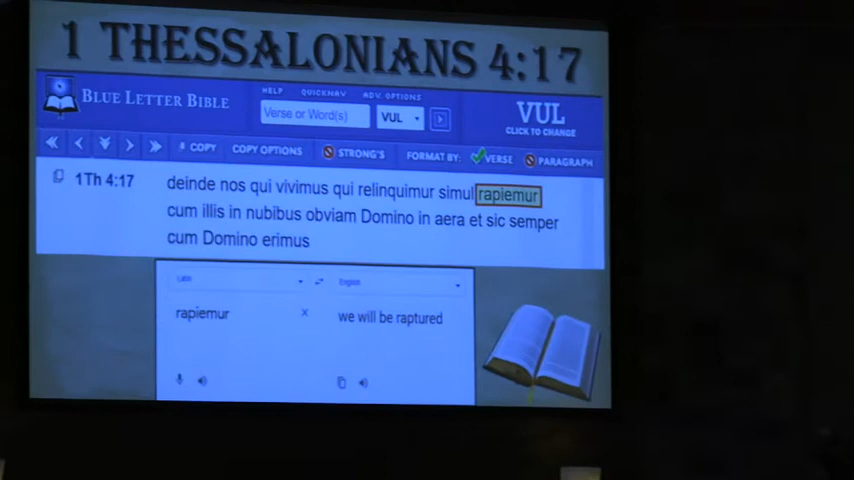 1 THESSALONIANS 4:17
BLUE LETTER BIBLE
HELP QUICKNAV ADV. OPTIONS
Verse or Word(s) VUL
VUL
CLICK TO CHANGE
COPY COPY OPTIONS STRONG'S FORMAT BY: VERSE PARAGRAPH
1Th 4:17 deinde nos qui vivimus qui relinquimur simul rapiemur
cum illis in nubibus obviam Domino in aera et sic semper
cum Domino erimus
Latin English
rapiemur X we will be raptured